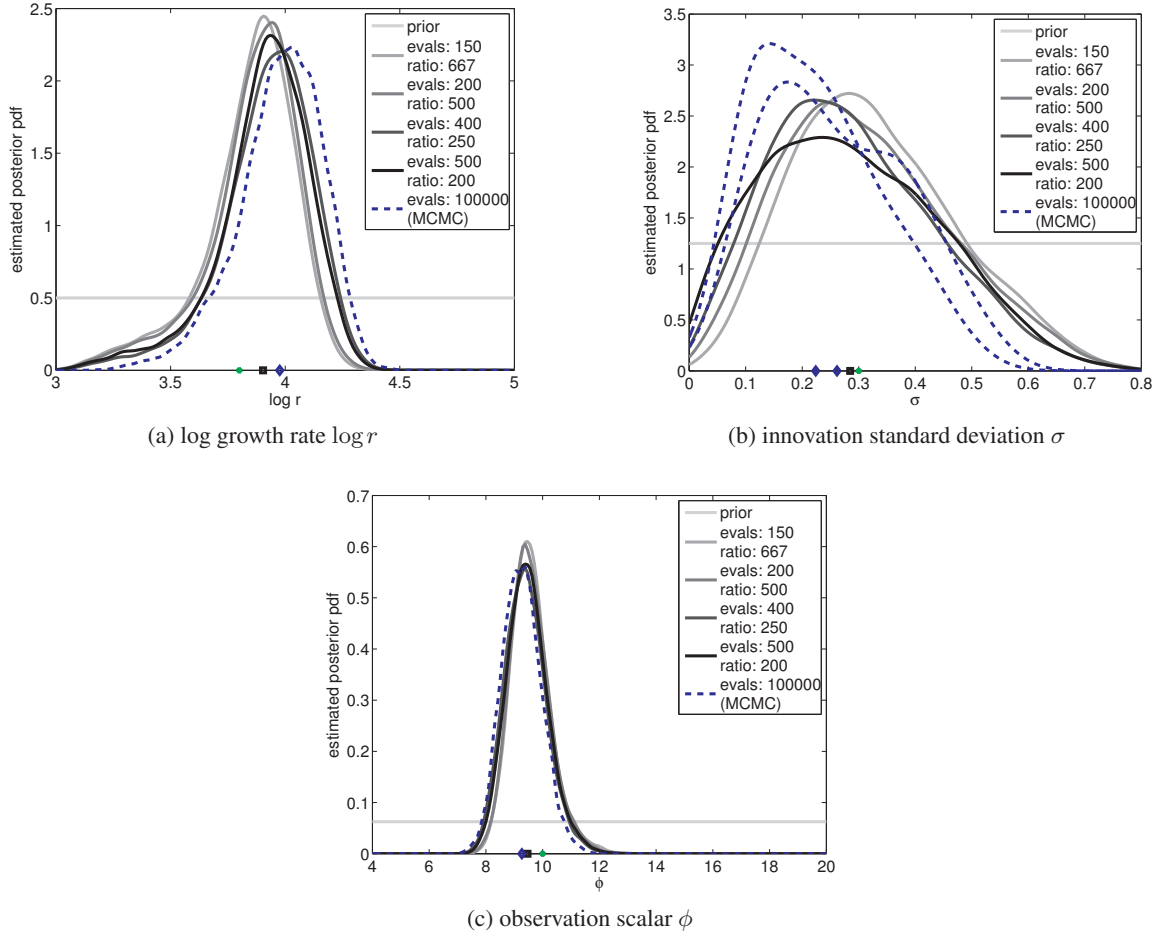 2.5
2
1.5
1
0.5
0
3
3.5
4
4.5
5
estimated posterior pdf
log r
prior
evals: 150
ratio: 667
evals: 200
ratio: 500
evals: 400
ratio: 250
evals: 500
ratio: 200
evals: 100000
(MCMC)
(a) log growth rate log r
4
3.5
3
2.5
2
1.5
1
0.5
0
0
0.1
0.2
0.3
0.4
0.5
0.6
0.7
0.8
estimated posterior pdf
σ
prior
evals: 150
ratio: 667
evals: 200
ratio: 500
evals: 400
ratio: 250
evals: 500
ratio: 200
evals: 100000
(MCMC)
(b) innovation standard deviation σ
0.7
0.6
0.5
0.4
0.3
0.2
0.1
0
4
6
8
10
12
14
16
18
20
estimated posterior pdf
ϕ
prior
evals: 150
ratio: 667
evals: 200
ratio: 500
evals: 400
ratio: 250
evals: 500
ratio: 200
evals: 100000
(MCMC)
(c) observation scalar ϕ